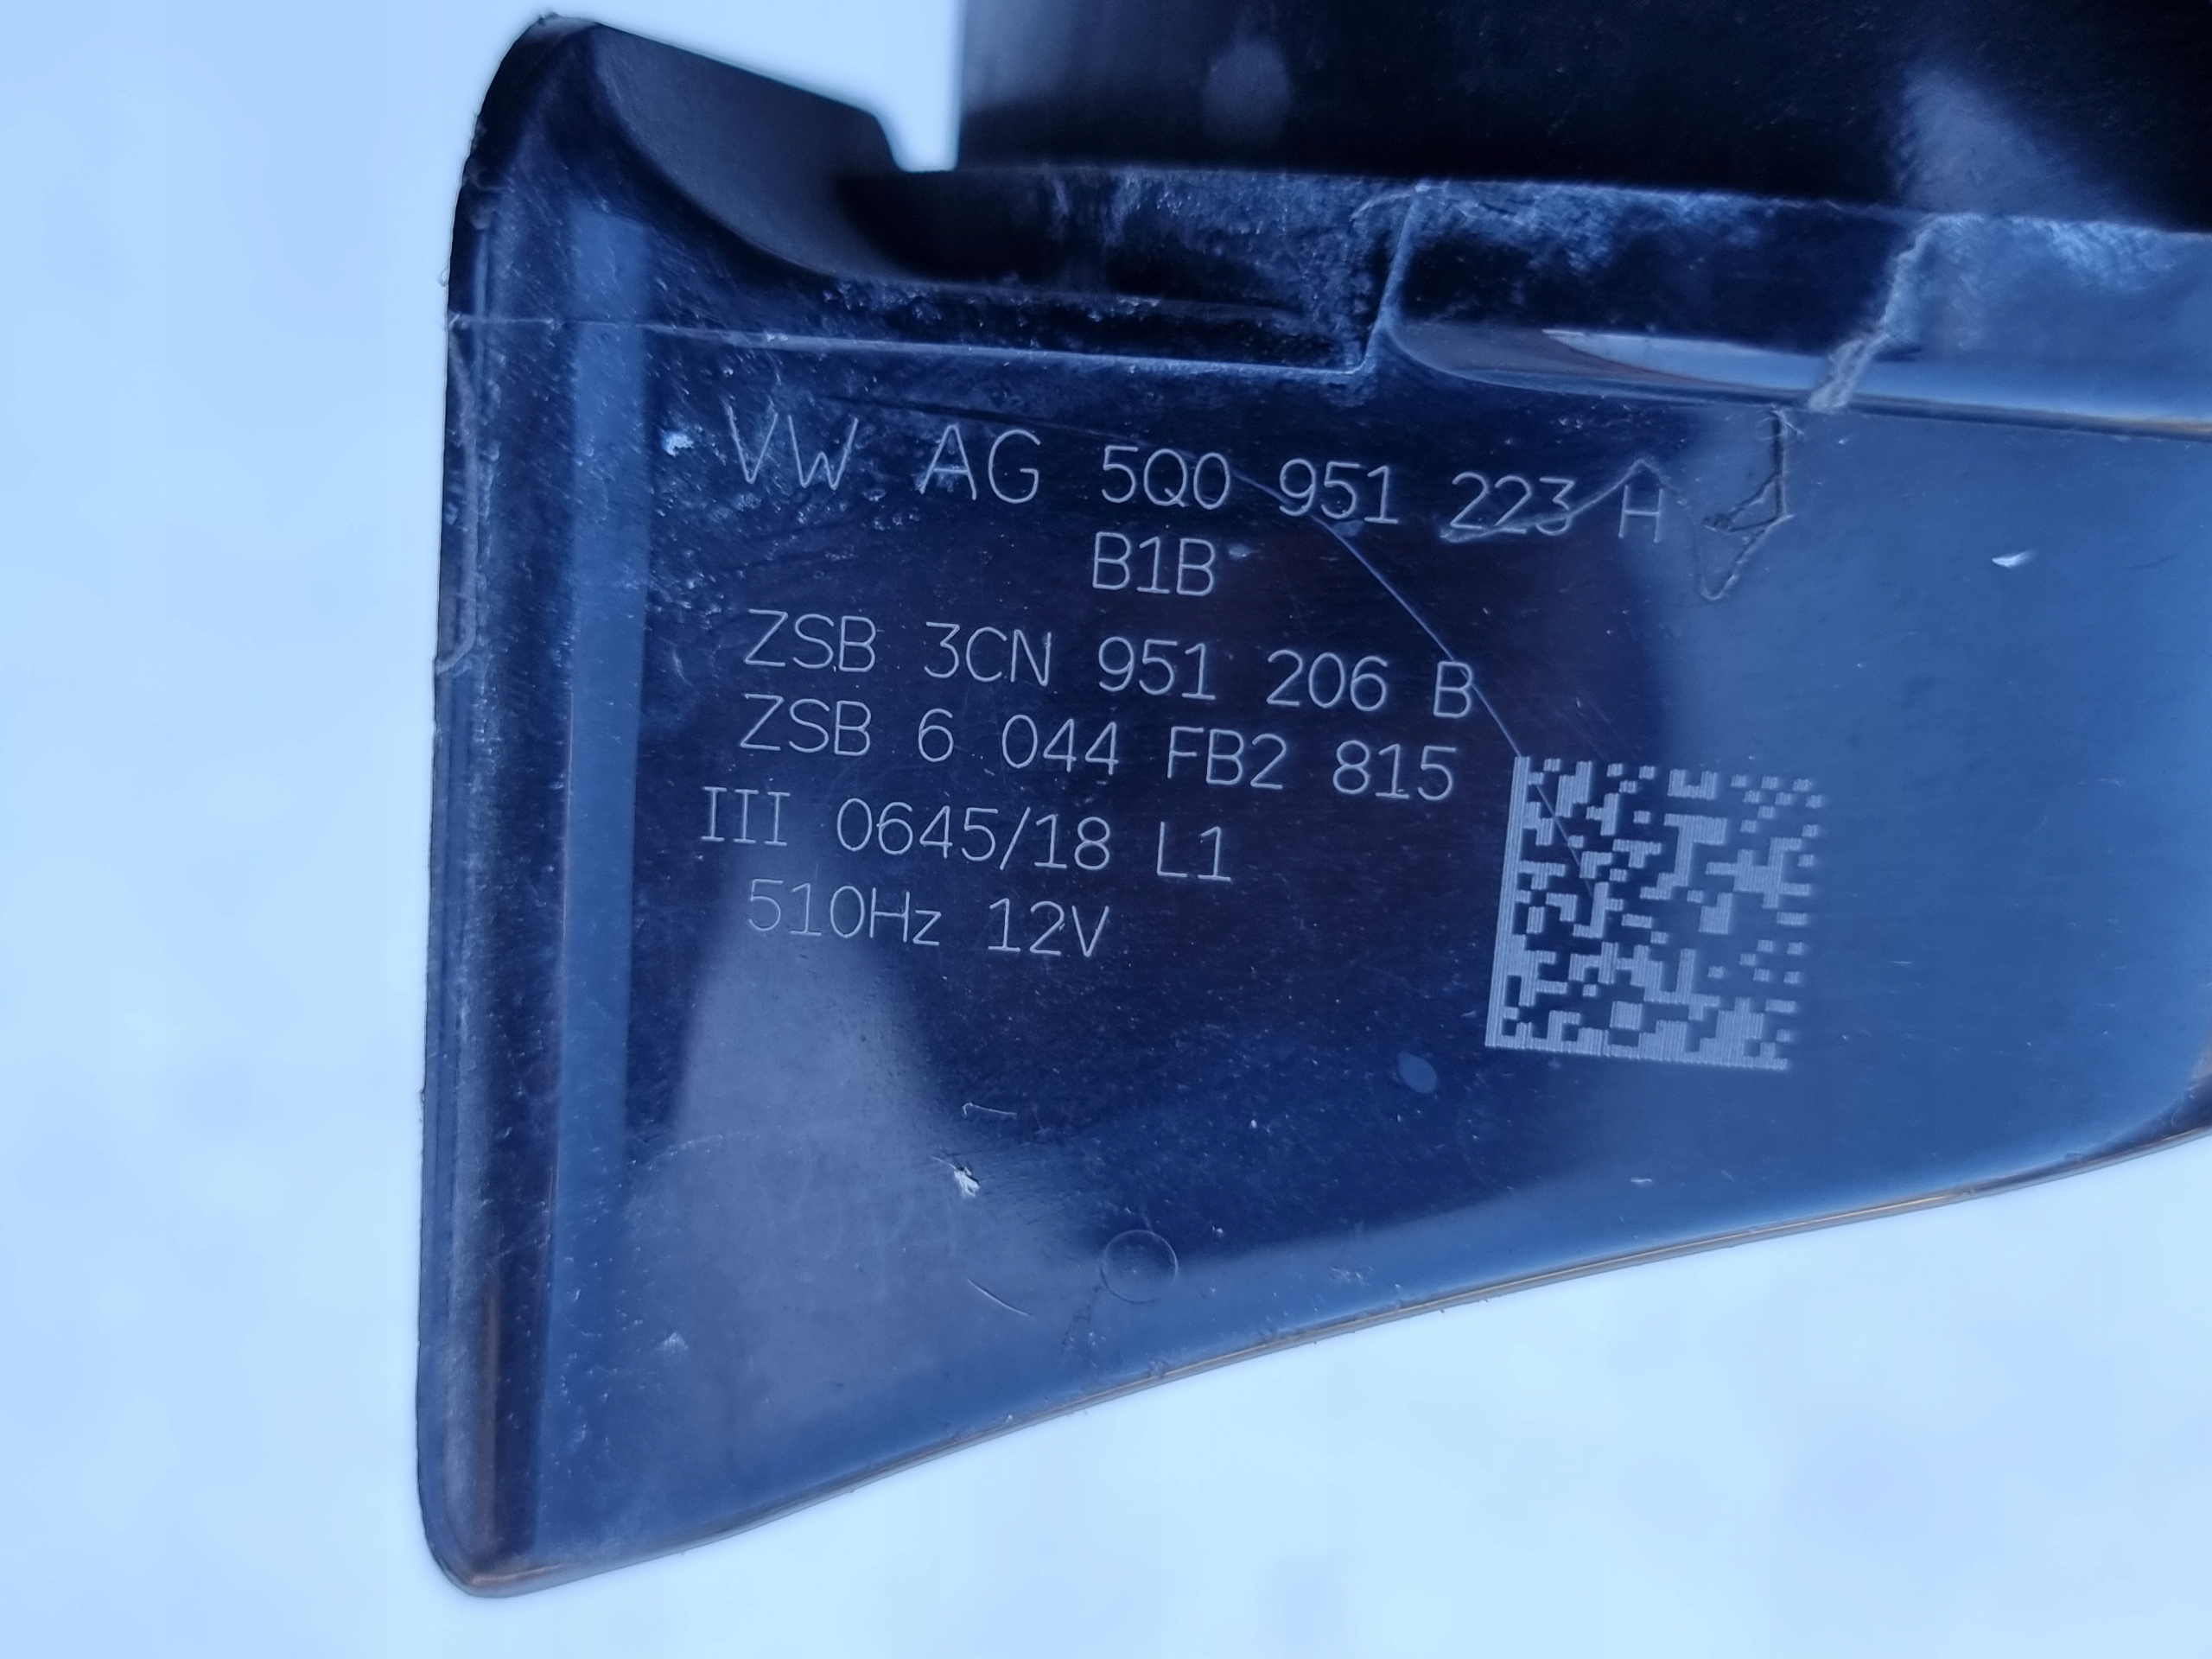 VW AG 5Q0 951 223 H
B1B
ZSB 3CN 951 206 B
ZSB 6 044 FB2 815
III 0645/18 L1
510Hz 12V